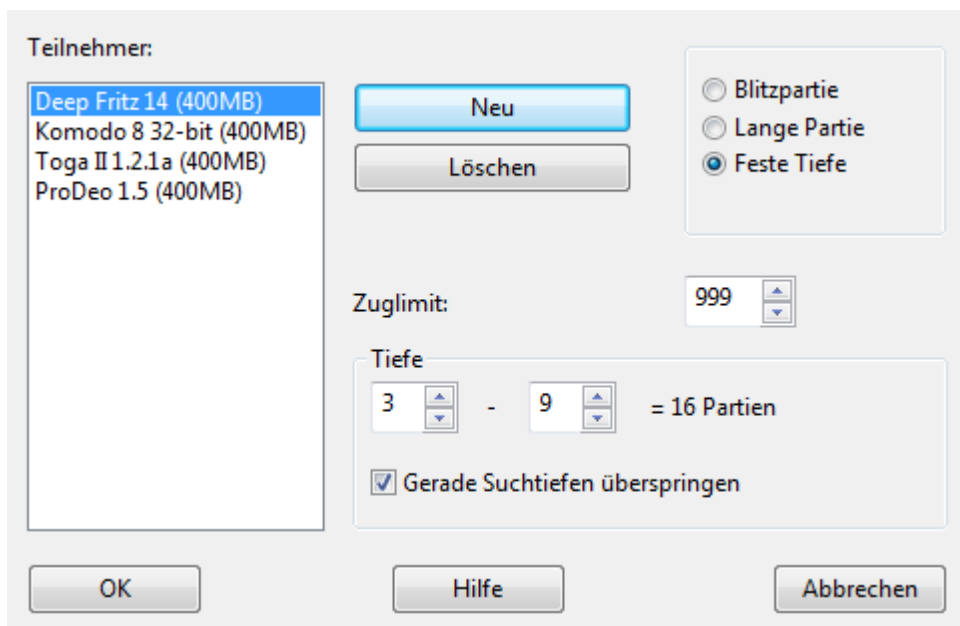 Teilnehmer:
Deep Fritz 14 (400MB)
Komodo 8 32-bit (400MB)
Toga II 1.2.1a (400MB)
ProDeo 1.5 (400MB)
Neu
Löschen
Blitzpartie
Lange Partie
Feste Tiefe
Zuglimit: 999
Tiefe
3 - 9 = 16 Partien
Gerade Suchtiefen überspringen
OK Hilfe Abbrechen